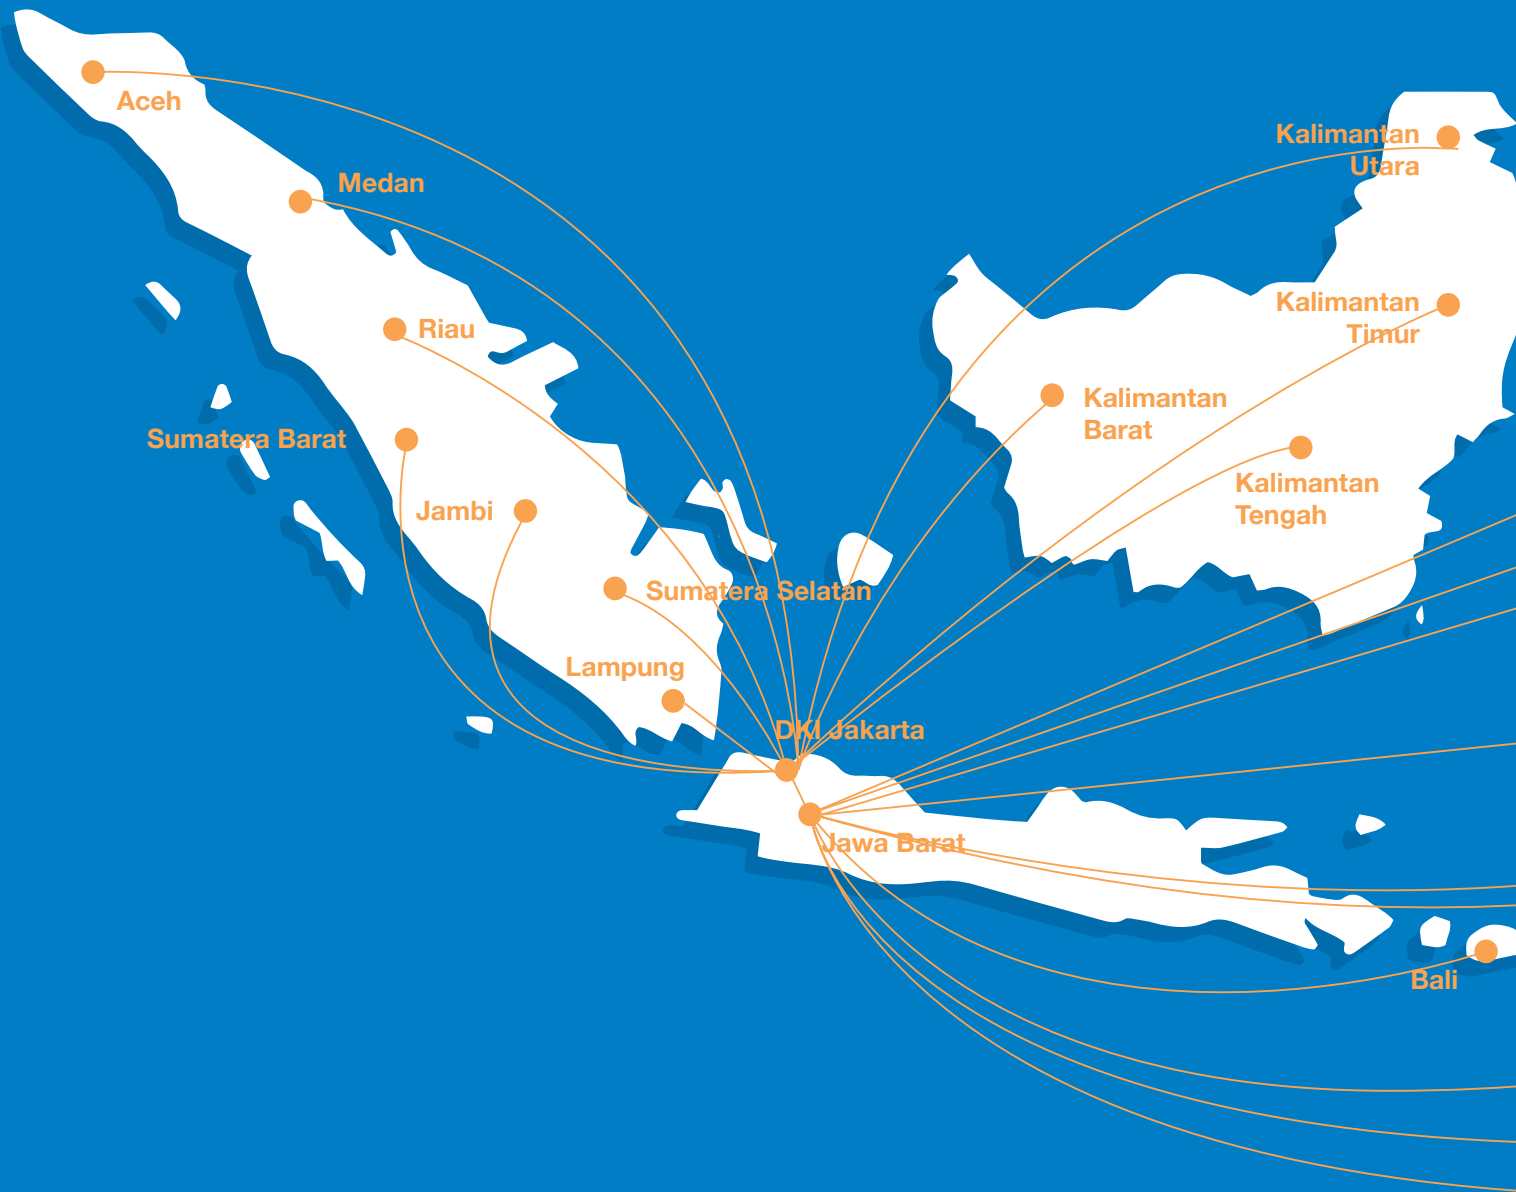 Aceh
Medan
Riau
Sumatera Barat
Jambi
Sumatera Selatan
Lampung
DKI Jakarta
Jawa Barat
Kalimantan
Utara
Kalimantan
Timur
Kalimantan
Barat
Kalimantan
Tengah
Bali